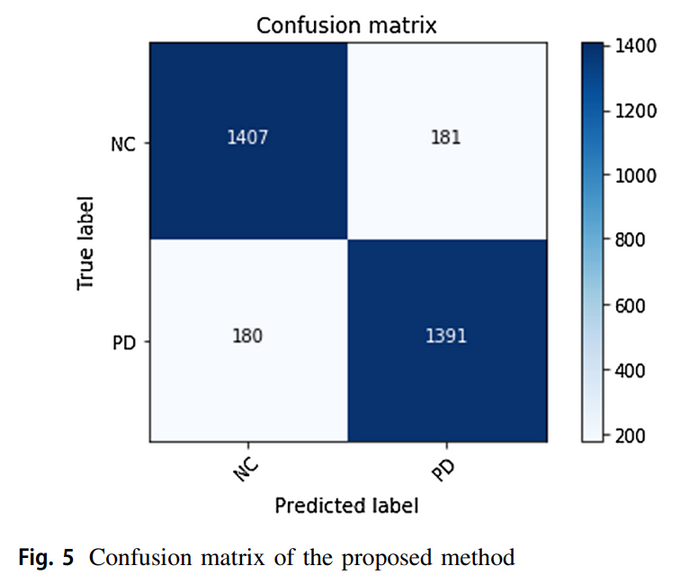 Confusion matrix
True label
NC
PD
1407
181
180
1391
NC
PD
Predicted label
1400
1200
1000
800
600
400
200
Fig. 5 Confusion matrix of the proposed method